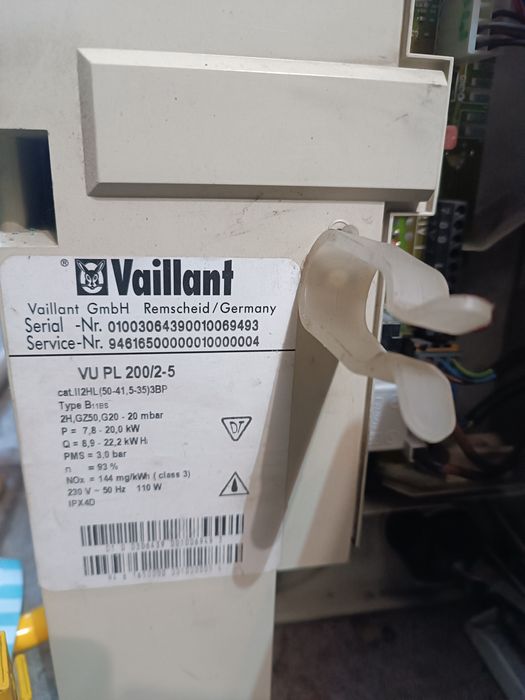 ® Vaillant
Vaillant GmbH Remscheid/Germany
Serial -Nr. 01003064390010069493
Service-Nr. 94616500000010000004
VU PL 200/2-5
cat.II2HL(50-41,5-35)3BP
Type B11BS
2H,GZ50,G20 - 20 mbar
P = 7,8 - 20,0 kW
Q = 8,9 - 22,2 kW Hi
PMS = 3,0 bar
n = 93 %
NOx = 144 mg/kWh ( class 3)
230 V ~ 50 Hz 110 W
IPX4D